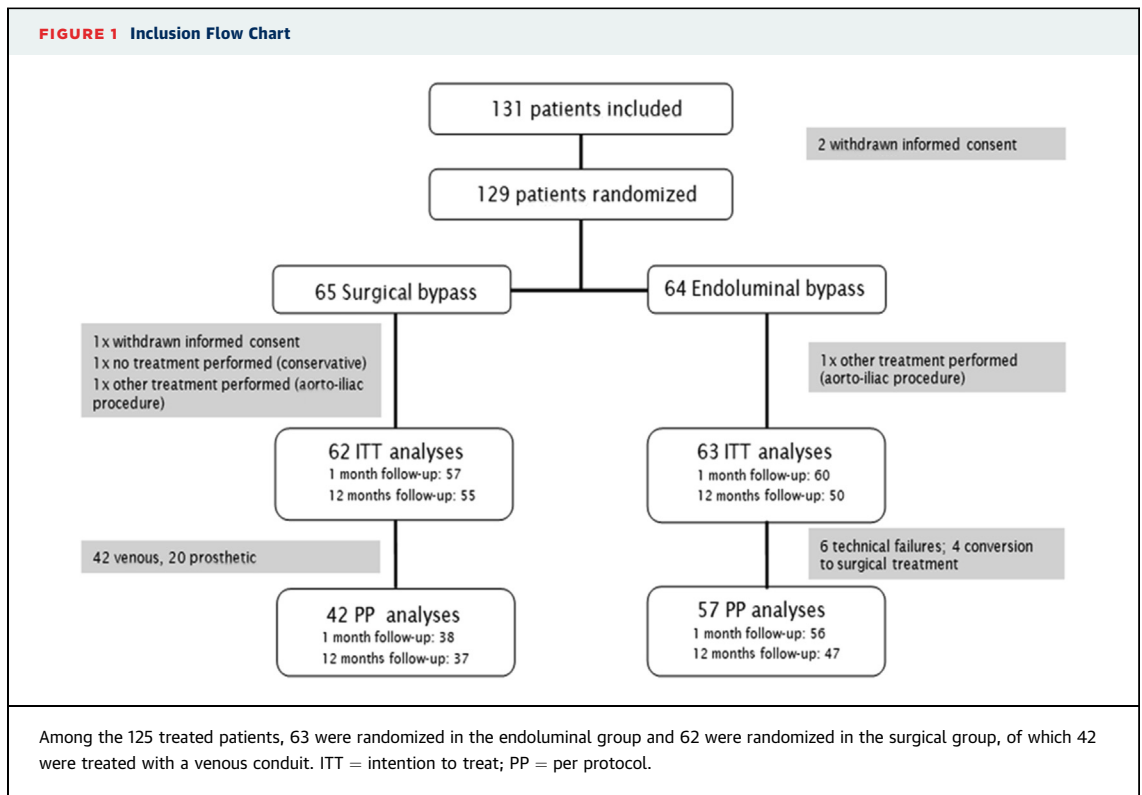 FIGURE 1 Inclusion Flow Chart
131 patients included
2 withdrawn informed consent
129 patients randomized
65 Surgical bypass
64 Endoluminal bypass
1x withdrawn informed consent
1x no treatment performed (conservative)
1x other treatment performed (aorto-iliac
procedure)
1x other treatment performed
(aorto-iliac procedure)
62 ITT analyses
1 month follow-up: 57
12 months follow-up: 55
63 ITT analyses
1 month follow-up: 60
12 months follow-up: 50
42 venous, 20 prosthetic
6 technical failures; 4 conversion
to surgical treatment
42 PP analyses
1 month follow-up: 38
12 months follow-up: 37
57 PP analyses
1 month follow-up: 56
12 months follow-up: 47
Among the 125 treated patients, 63 were randomized in the endoluminal group and 62 were randomized in the surgical group, of which 42
were treated with a venous conduit. ITT = intention to treat; PP = per protocol.